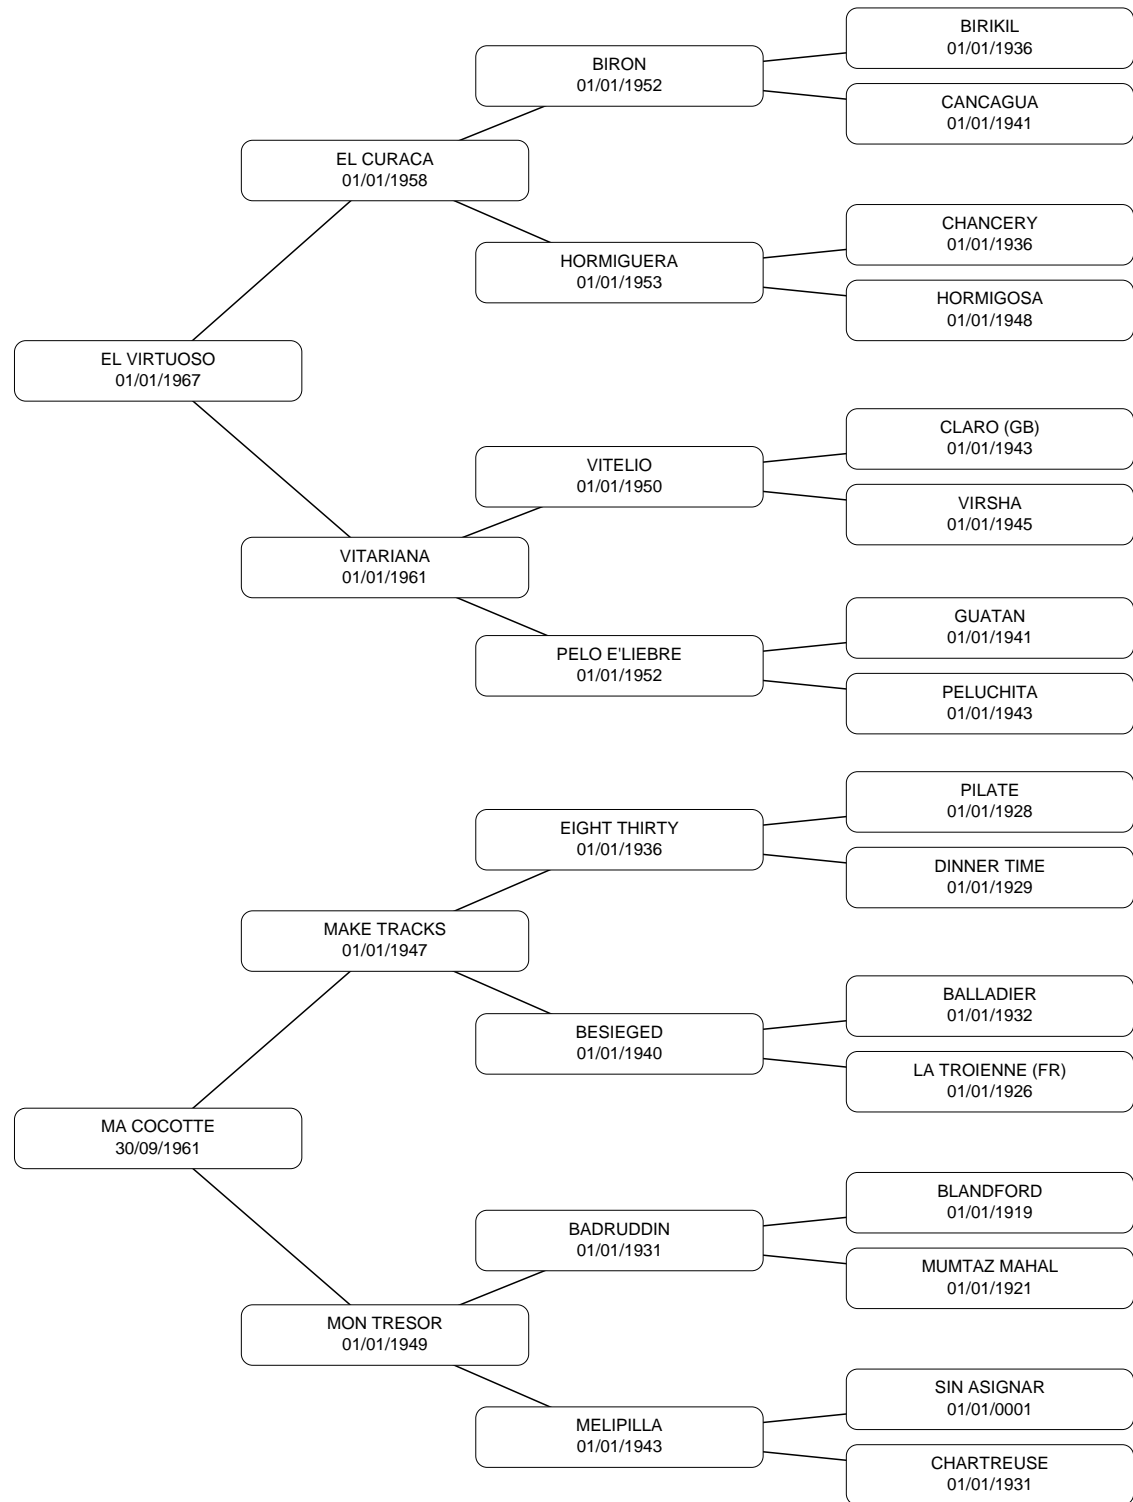 BIRIKIL
01/01/1936
BIRON
01/01/1952
CANCAGUA
01/01/1941
EL CURACA
01/01/1958
CHANCERY
01/01/1936
HORMIGUERA
01/01/1953
HORMIGOSA
01/01/1948
EL VIRTUOSO
01/01/1967
CLARO (GB)
01/01/1943
VITELIO
01/01/1950
VIRSHA
01/01/1945
VITARIANA
01/01/1961
GUATAN
01/01/1941
PELO E'LIEBRE
01/01/1952
PELUCHITA
01/01/1943
PILATE
01/01/1928
EIGHT THIRTY
01/01/1936
DINNER TIME
01/01/1929
MAKE TRACKS
01/01/1947
BALLADIER
01/01/1932
BESIEGED
01/01/1940
LA TROIENNE (FR)
01/01/1926
MA COCOTTE
30/09/1961
BLANDFORD
01/01/1919
BADRUDDIN
01/01/1931
MUMTAZ MAHAL
01/01/1921
MON TRESOR
01/01/1949
SIN ASIGNAR
01/01/0001
MELIPILLA
01/01/1943
CHARTREUSE
01/01/1931